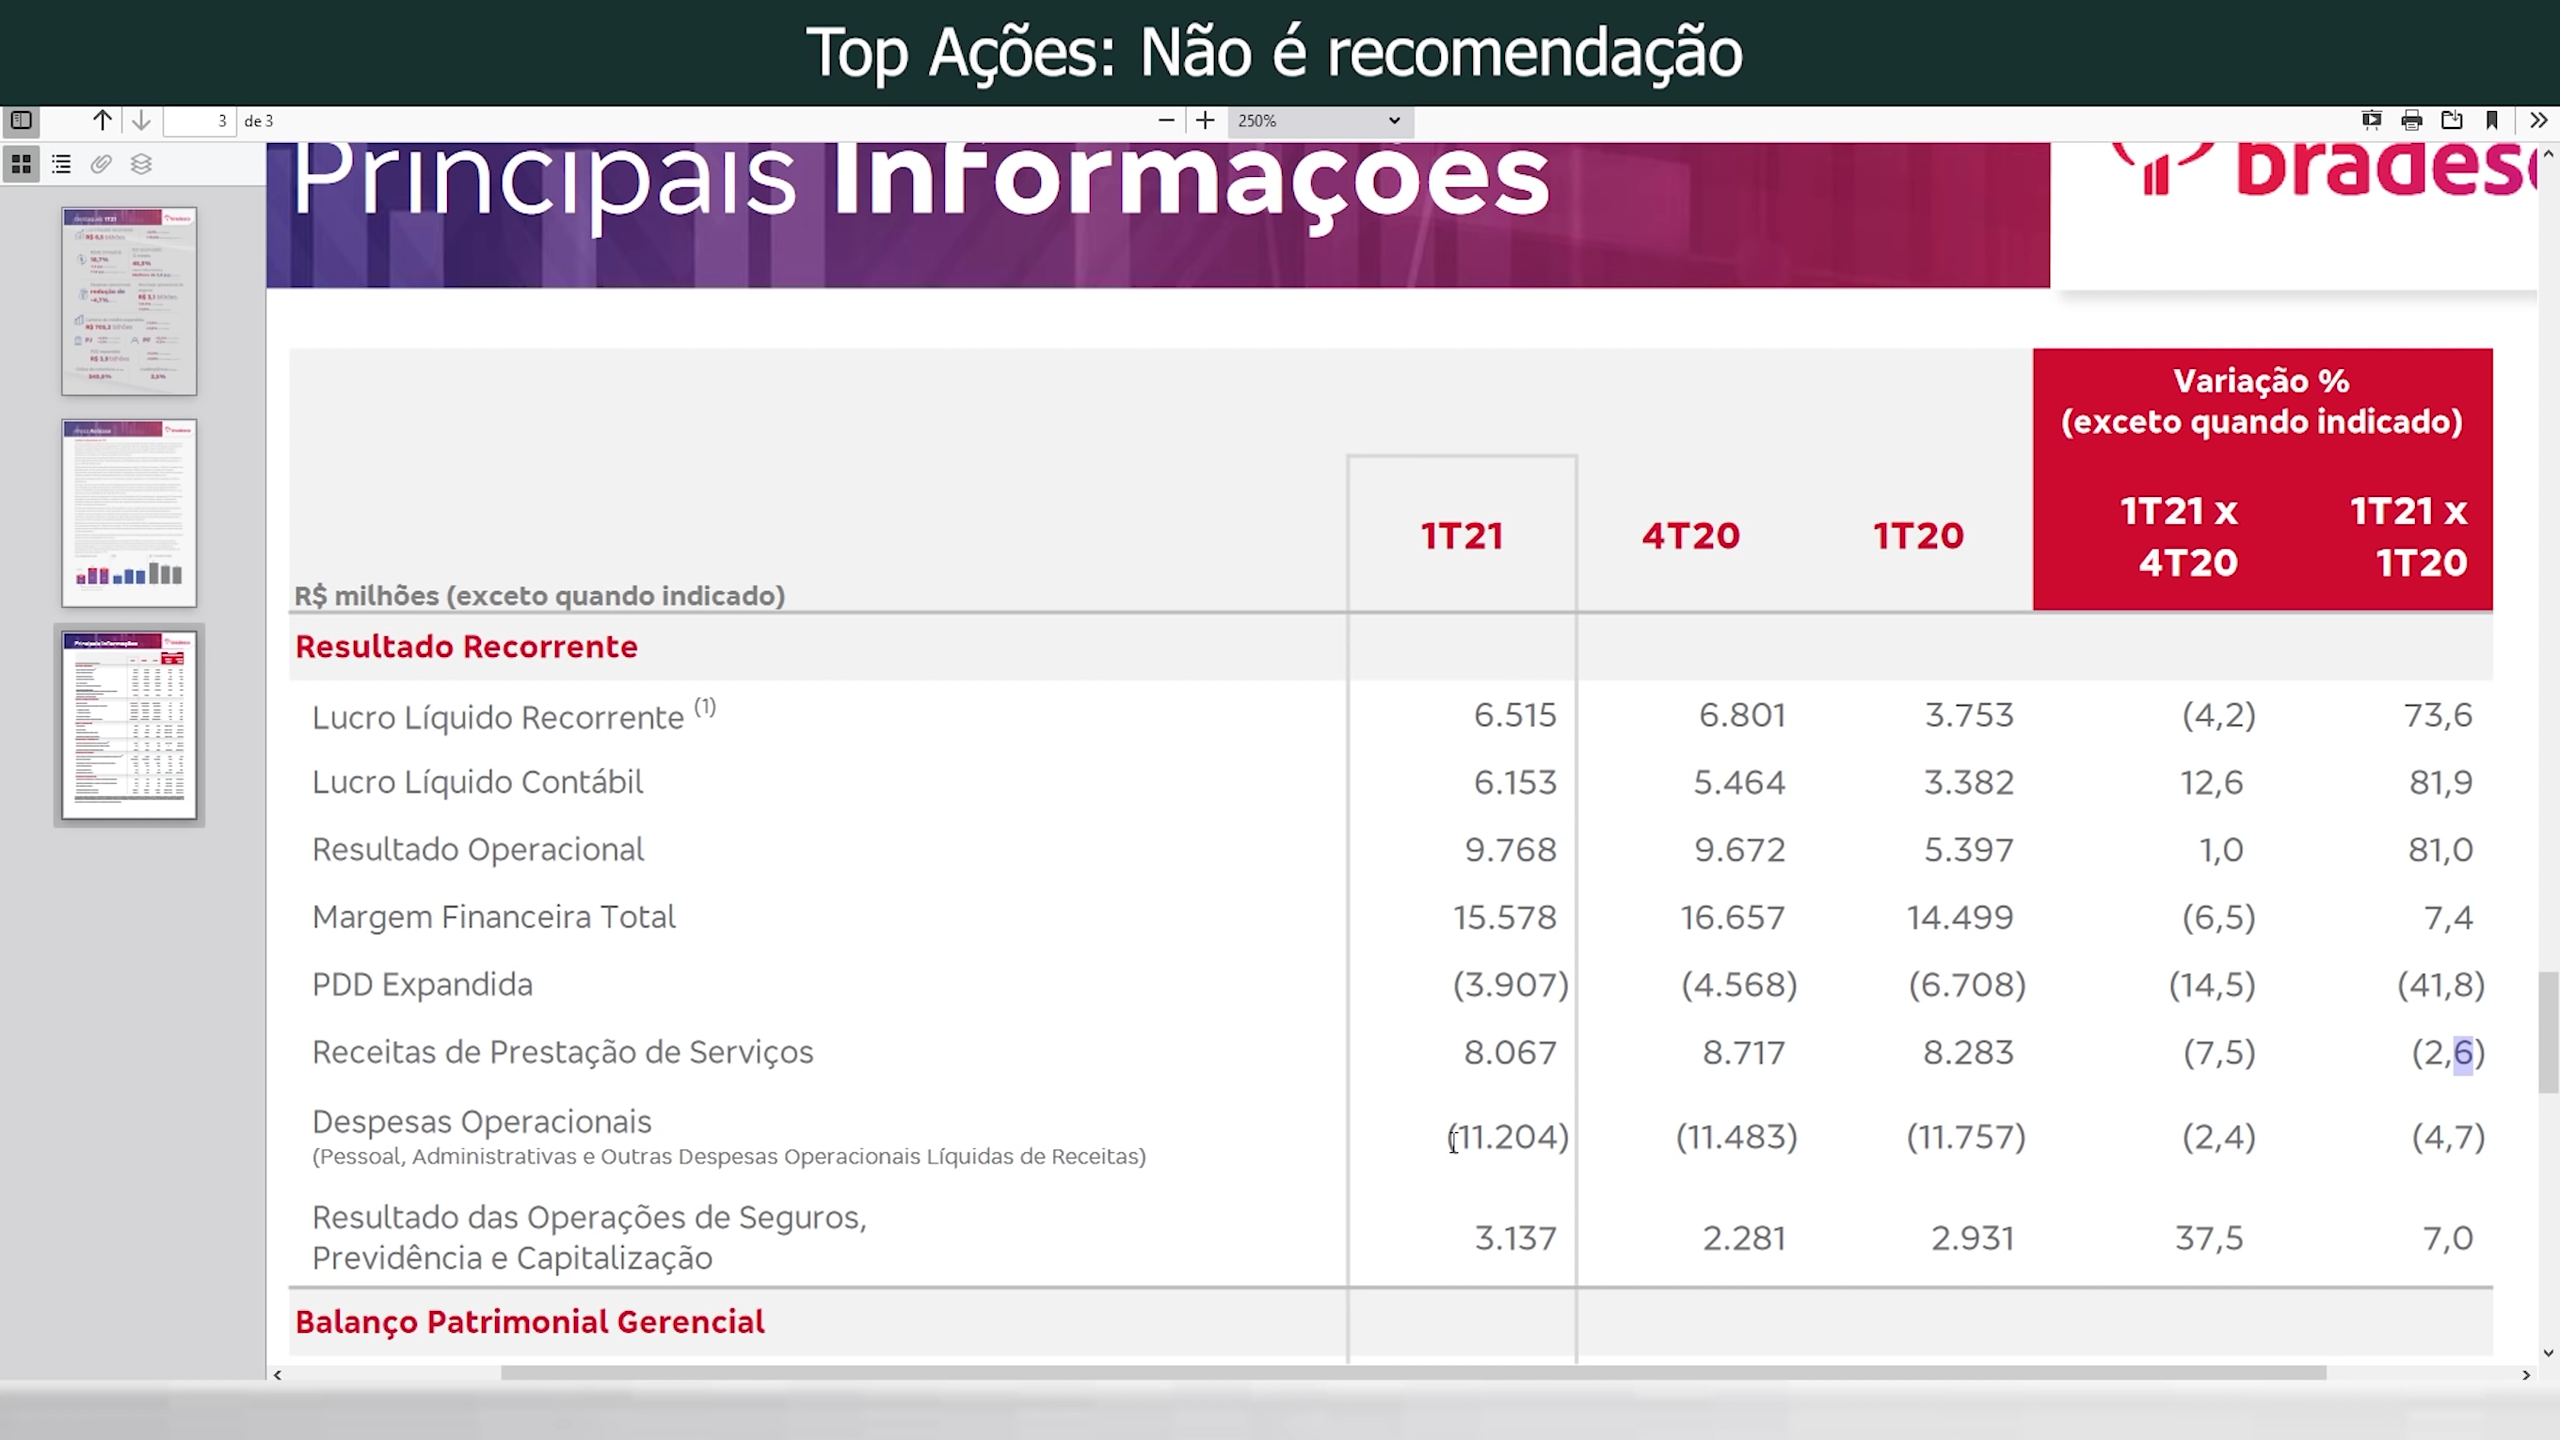 Top Ações: Não é recomendação
3 de 3
250%
Principais Informações
bradesc
Variação %
(exceto quando indicado)
1T21 4T20 1T20 1T21 x 4T20 1T21 x 1T20
R$ milhões (exceto quando indicado)
Resultado Recorrente
Lucro Líquido Recorrente (1) 6.515 6.801 3.753 (4,2) 73,6
Lucro Líquido Contábil 6.153 5.464 3.382 12,6 81,9
Resultado Operacional 9.768 9.672 5.397 1,0 81,0
Margem Financeira Total 15.578 16.657 14.499 (6,5) 7,4
PDD Expandida (3.907) (4.568) (6.708) (14,5) (41,8)
Receitas de Prestação de Serviços 8.067 8.717 8.283 (7,5) (2,6)
Despesas Operacionais (11.204) (11.483) (11.757) (2,4) (4,7)
(Pessoal, Administrativas e Outras Despesas Operacionais Líquidas de Receitas)
Resultado das Operações de Seguros,
Previdência e Capitalização 3.137 2.281 2.931 37,5 7,0
Balanço Patrimonial Gerencial